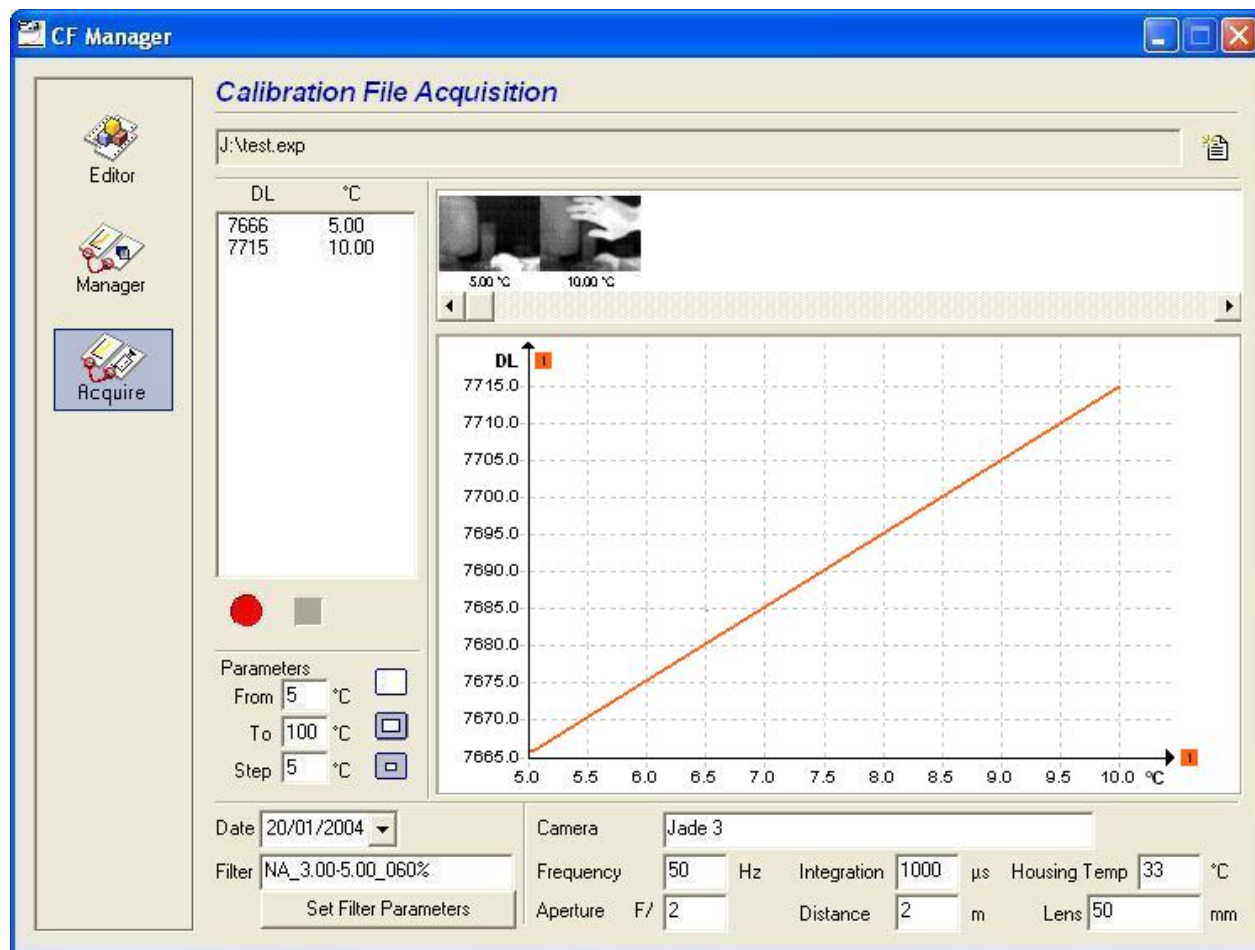 CF Manager
Calibration File Acquisition
J:\test.exp
Editor
Manager
Acquire
DL °C
7666 5.00
7715 10.00
5.00 °C 10.00 °C
DL 1
7715.0
7710.0
7705.0
7700.0
7695.0
7690.0
7685.0
7680.0
7675.0
7670.0
7665.0
5.0 5.5 6.0 6.5 7.0 7.5 8.0 8.5 9.0 9.5 10.0 °C 1
Parameters
From 5 °C
To 100 °C
Step 5 °C
Date 20/01/2004
Filter NA_3.00-5.00_060%
Set Filter Parameters
Camera Jade 3
Frequency 50 Hz Integration 1000 µs Housing Temp 33 °C
Aperture F/ 2 Distance 2 m Lens 50 mm